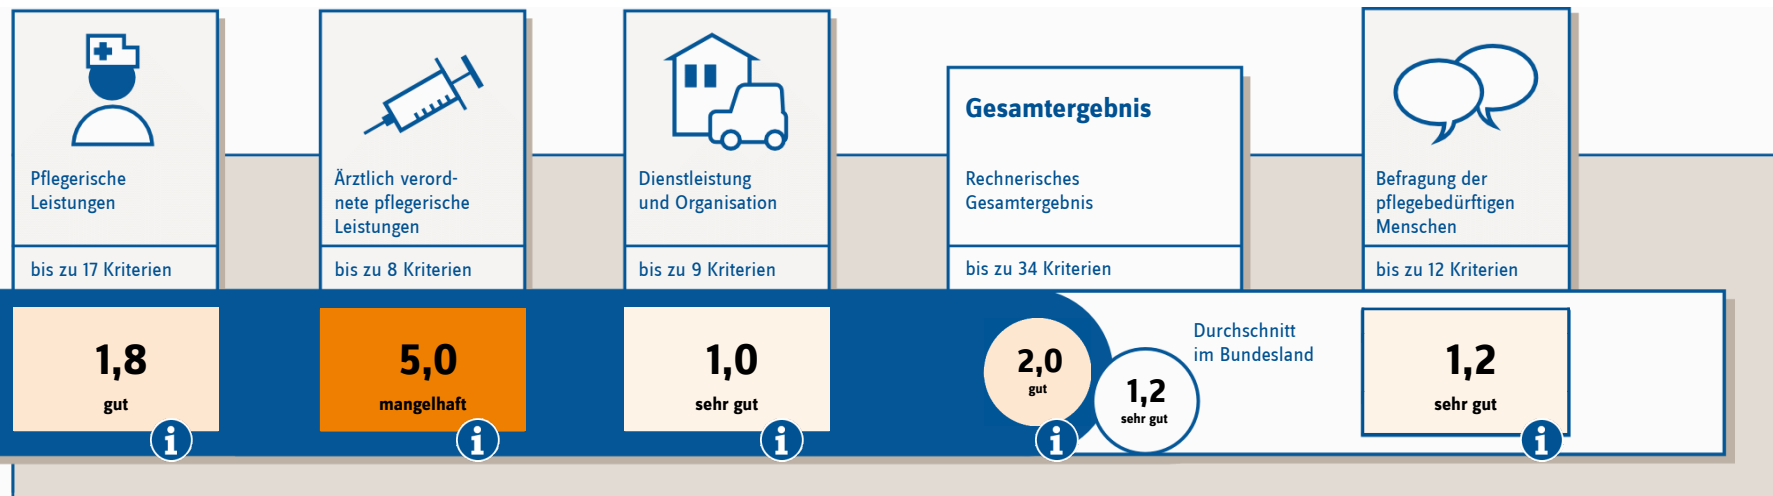 Pflegerische
Leistungen
bis zu 17 Kriterien
1,8
gut
i
Ärztlich verord-
nete pflegerische
Leistungen
bis zu 8 Kriterien
5,0
mangelhaft
i
Dienstleistung
und Organisation
bis zu 9 Kriterien
1,0
sehr gut
i
Gesamtergebnis
Rechnerisches
Gesamtergebnis
bis zu 34 Kriterien
2,0
gut
i
1,2
sehr gut
Durchschnitt
im Bundesland
Befragung der
pflegebedürftigen
Menschen
bis zu 12 Kriterien
1,2
sehr gut
i